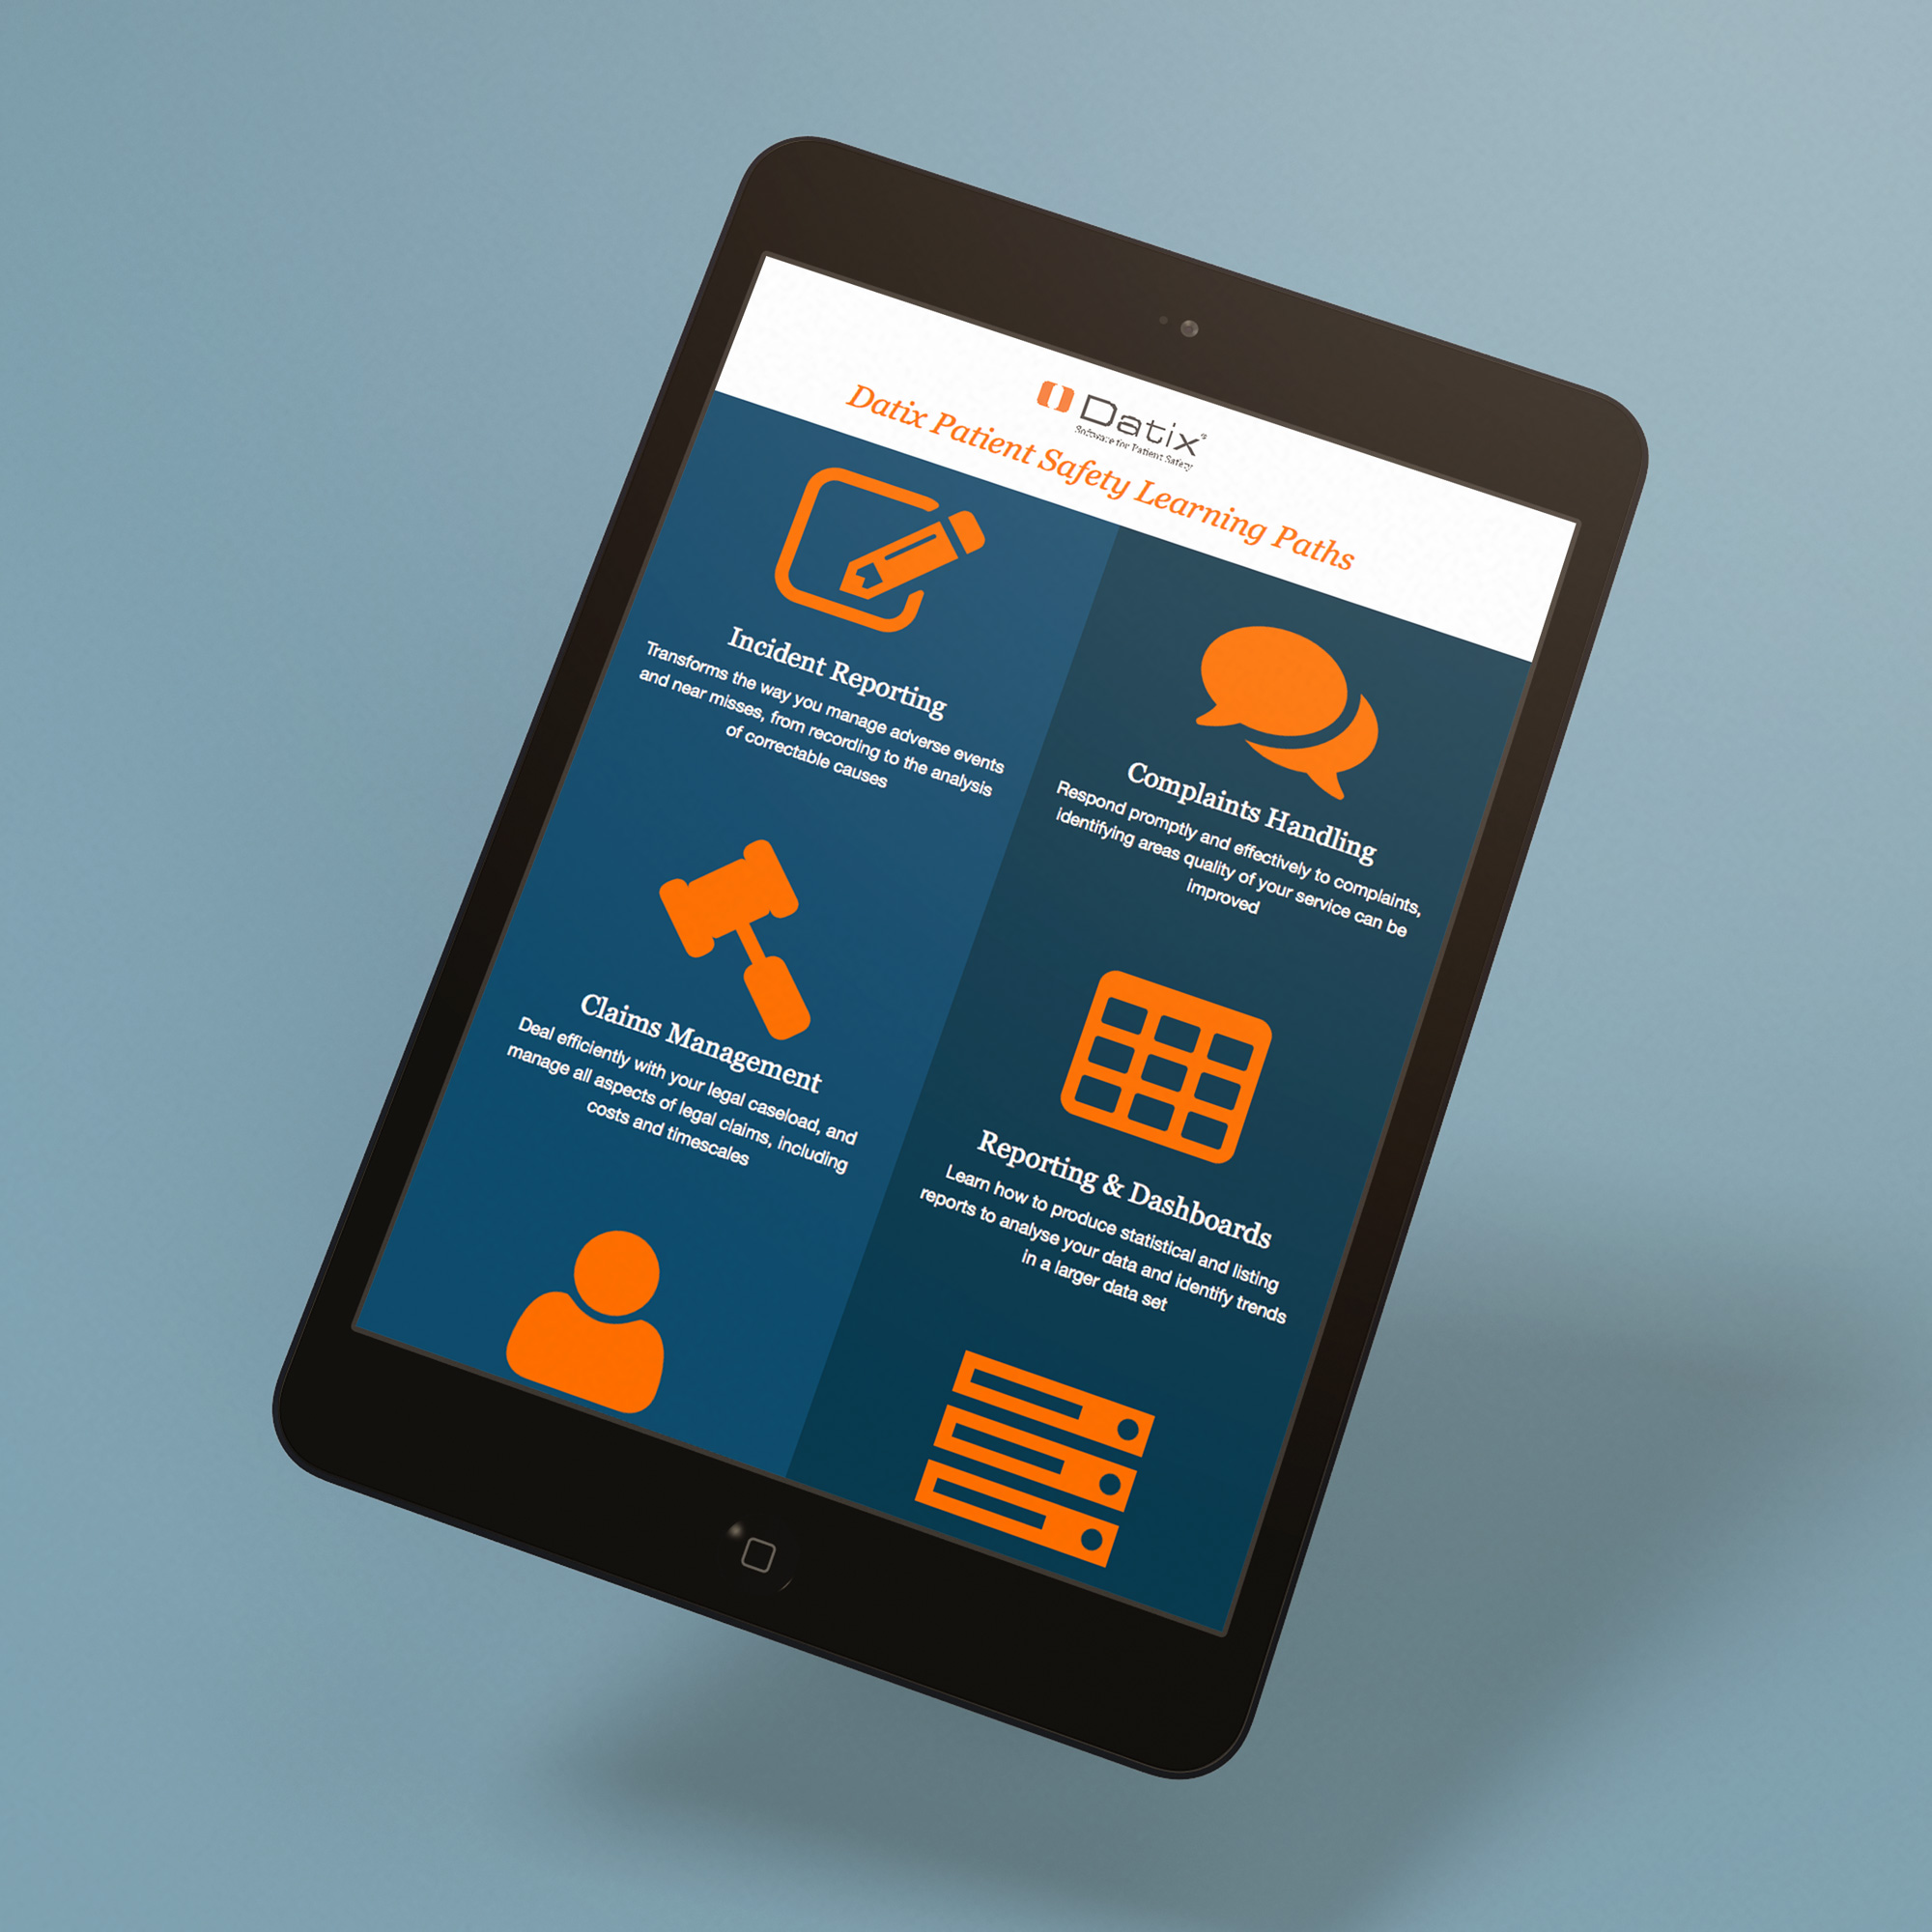 Datix
Software for Patient Safety
Datix Patient Safety Learning Paths
Incident Reporting
Transforms the way you manage adverse events
and near misses, from recording to the analysis
of correctable causes
Complaints Handling
Respond promptly and effectively to complaints,
identifying areas quality of your service can be
improved
Claims Management
Deal efficiently with your legal caseload, and
manage all aspects of legal claims, including
costs and timescales
Reporting & Dashboards
Learn how to produce statistical and listing
reports to analyse your data and identify trends
in a larger data set